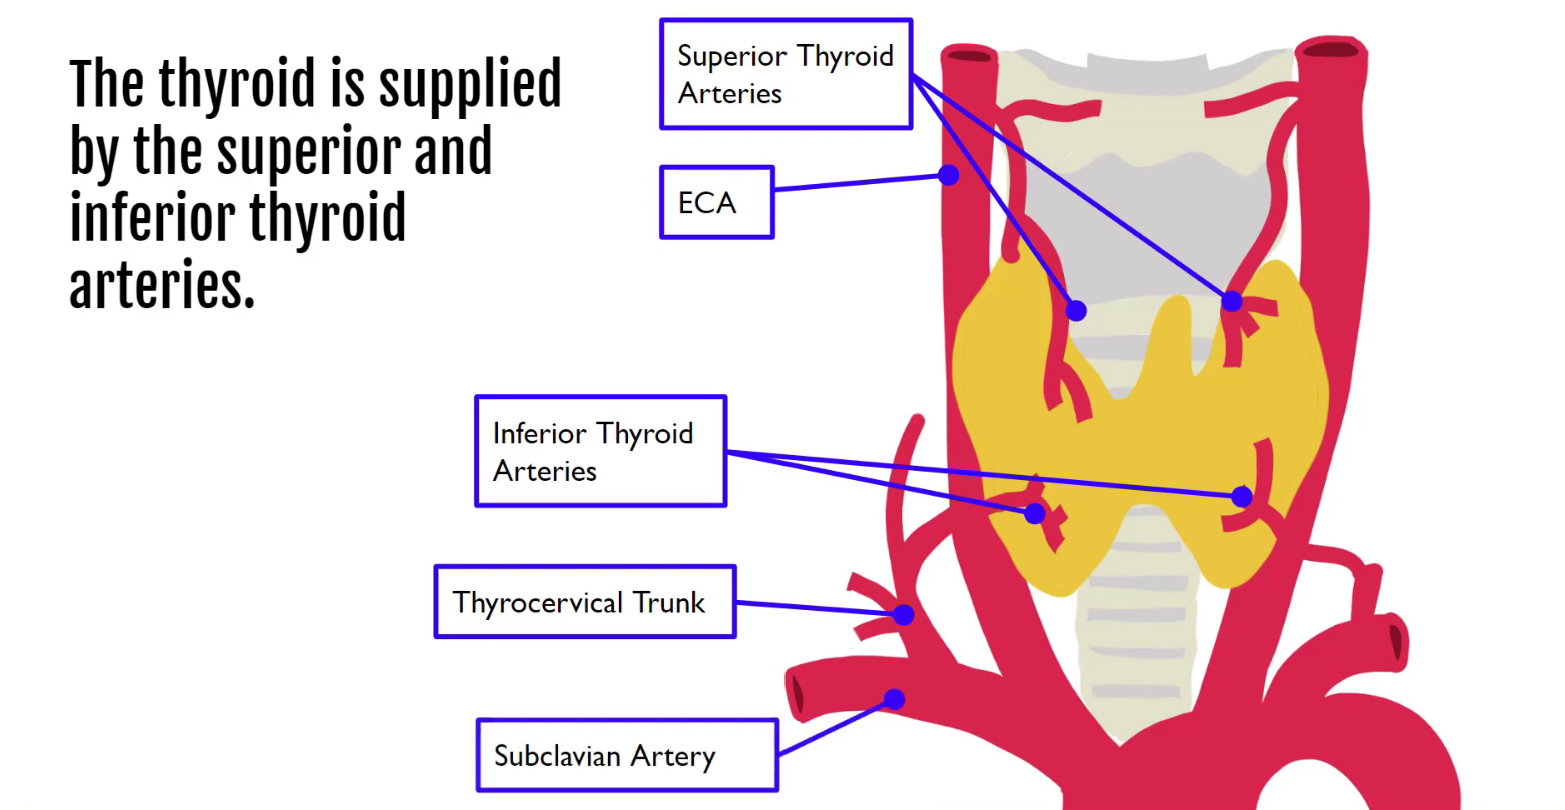 The thyroid is supplied
by the superior and
inferior thyroid
arteries.
Superior Thyroid
Arteries
ECA
Inferior Thyroid
Arteries
Thyrocervical Trunk
Subclavian Artery